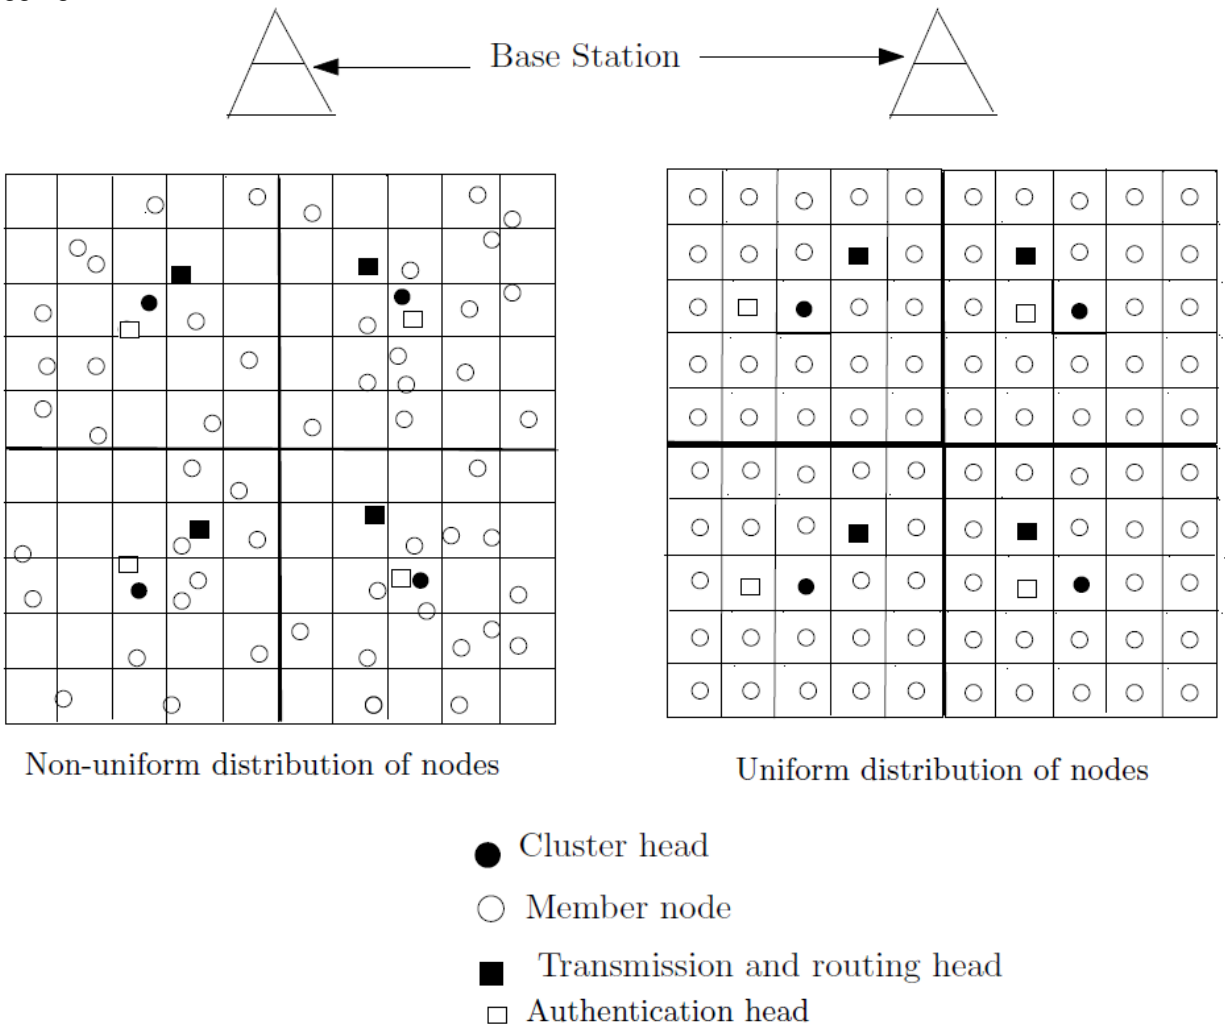 Base Station
Non-uniform distribution of nodes
Uniform distribution of nodes
Cluster head
Member node
Transmission and routing head
Authentication head